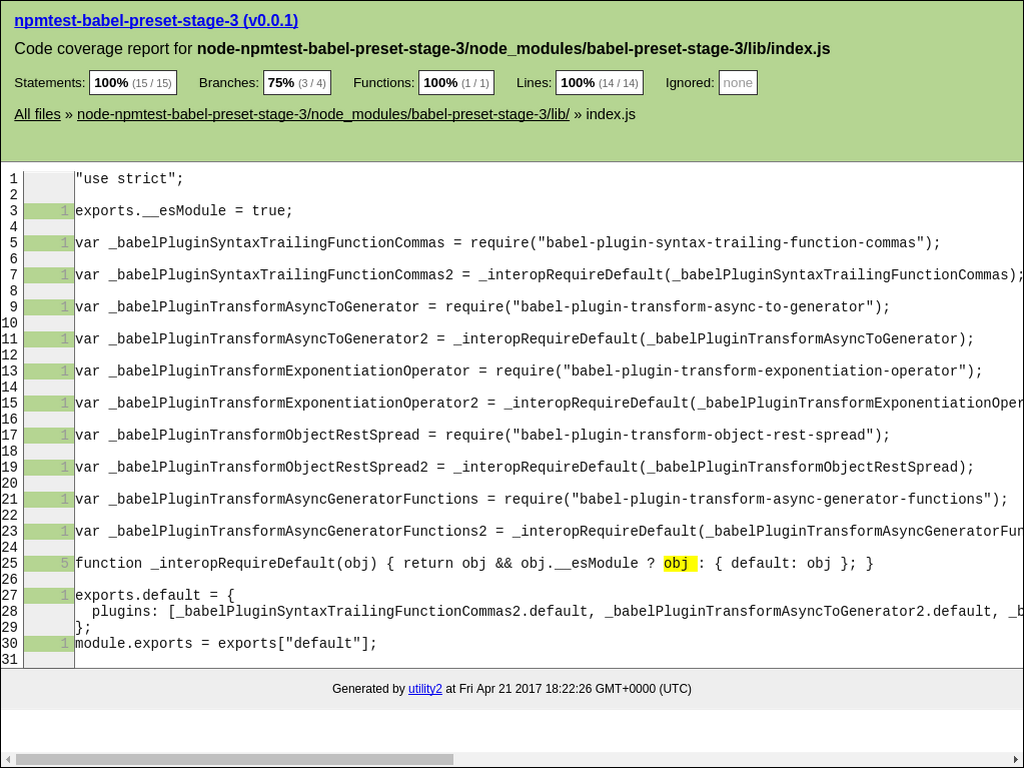 npmtest-babel-preset-stage-3 (v0.0.1)
Code coverage report for node-npmtest-babel-preset-stage-3/node_modules/babel-preset-stage-3/lib/index.js
Statements: 100% (15 / 15) Branches: 75% (3 / 4) Functions: 100% (1 / 1) Lines: 100% (14 / 14) Ignored: none
All files » node-npmtest-babel-preset-stage-3/node_modules/babel-preset-stage-3/lib/ » index.js
1 "use strict";
2
3 1 exports.__esModule = true;
4
5 1 var _babelPluginSyntaxTrailingFunctionCommas = require("babel-plugin-syntax-trailing-function-commas");
6
7 1 var _babelPluginSyntaxTrailingFunctionCommas2 = _interopRequireDefault(_babelPluginSyntaxTrailingFunctionCommas);
8
9 1 var _babelPluginTransformAsyncToGenerator = require("babel-plugin-transform-async-to-generator");
10
11 1 var _babelPluginTransformAsyncToGenerator2 = _interopRequireDefault(_babelPluginTransformAsyncToGenerator);
12
13 1 var _babelPluginTransformExponentiationOperator = require("babel-plugin-transform-exponentiation-operator");
14
15 1 var _babelPluginTransformExponentiationOperator2 = _interopRequireDefault(_babelPluginTransformExponentiationOper
16
17 1 var _babelPluginTransformObjectRestSpread = require("babel-plugin-transform-object-rest-spread");
18
19 1 var _babelPluginTransformObjectRestSpread2 = _interopRequireDefault(_babelPluginTransformObjectRestSpread);
20
21 1 var _babelPluginTransformAsyncGeneratorFunctions = require("babel-plugin-transform-async-generator-functions");
22
23 1 var _babelPluginTransformAsyncGeneratorFunctions2 = _interopRequireDefault(_babelPluginTransformAsyncGeneratorFun
24
25 5 function _interopRequireDefault(obj) { return obj && obj.__esModule ? obj : { default: obj }; }
26
27 1 exports.default = {
28 plugins: [_babelPluginSyntaxTrailingFunctionCommas2.default, _babelPluginTransformAsyncToGenerator2.default, _b
29 };
30 1 module.exports = exports["default"];
31
Generated by utility2 at Fri Apr 21 2017 18:22:26 GMT+0000 (UTC)